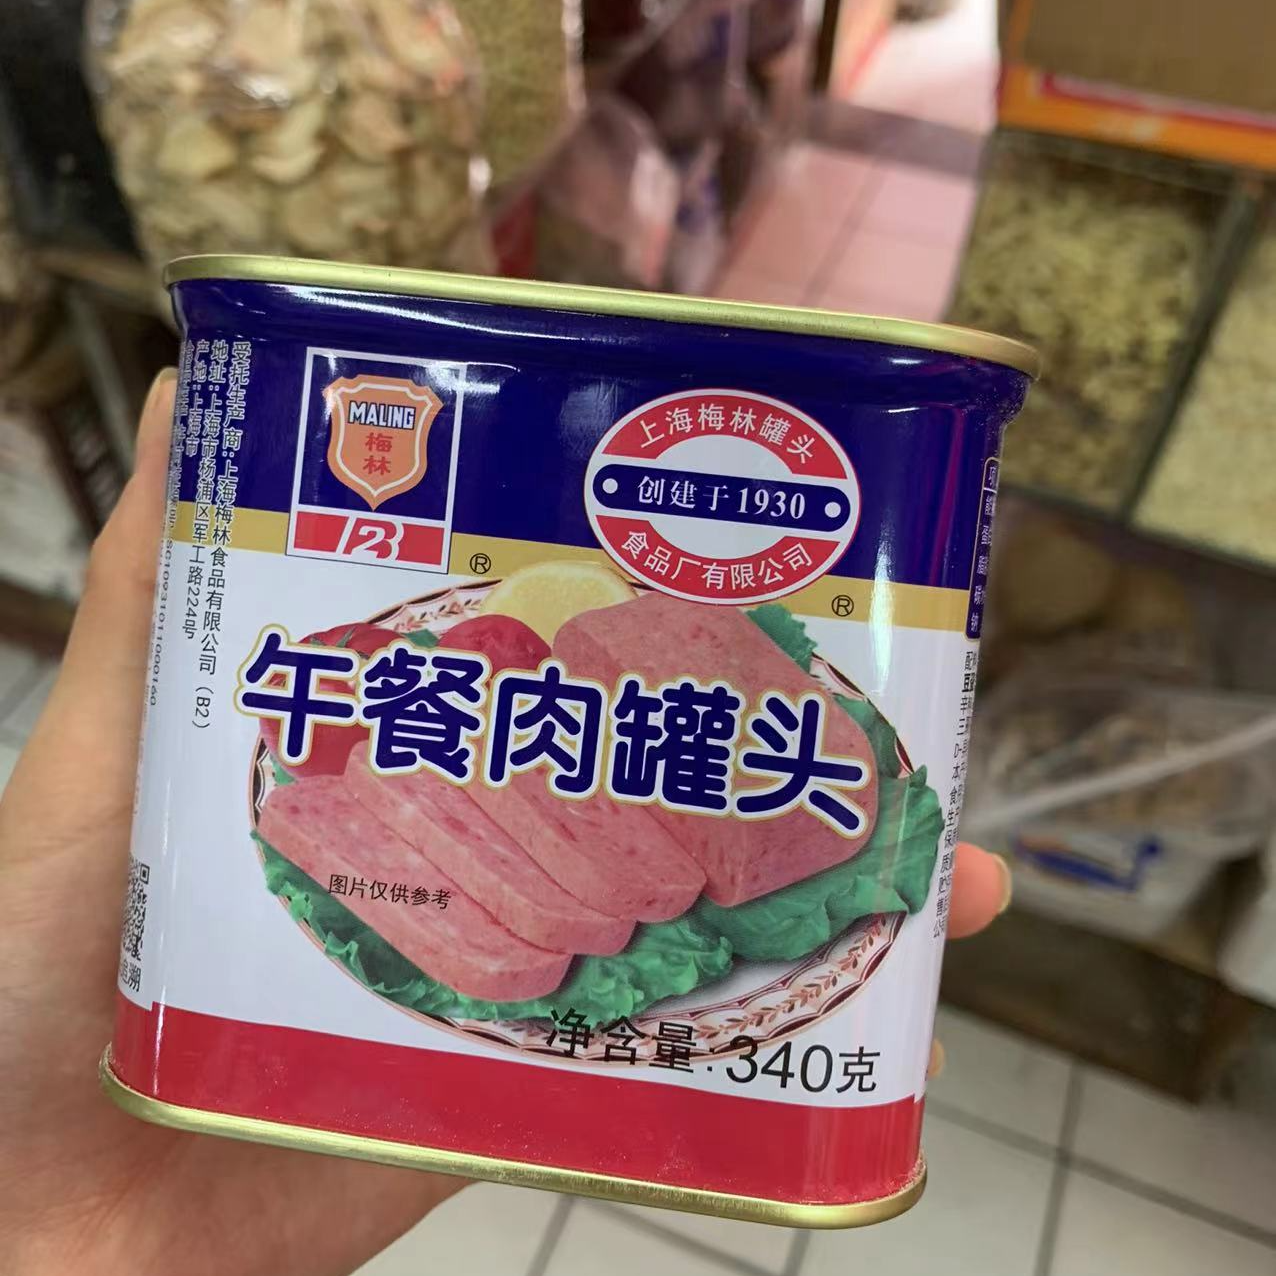 MALING
梅
林
B2
®
上海梅林罐头
创建于1930
食品厂有限公司
®
午餐肉罐头
图片仅供参考
净含量:340克
受托生产商:上海梅林食品有限公司(B2)
地址:上海市杨浦区军工路224号
产地:上海市